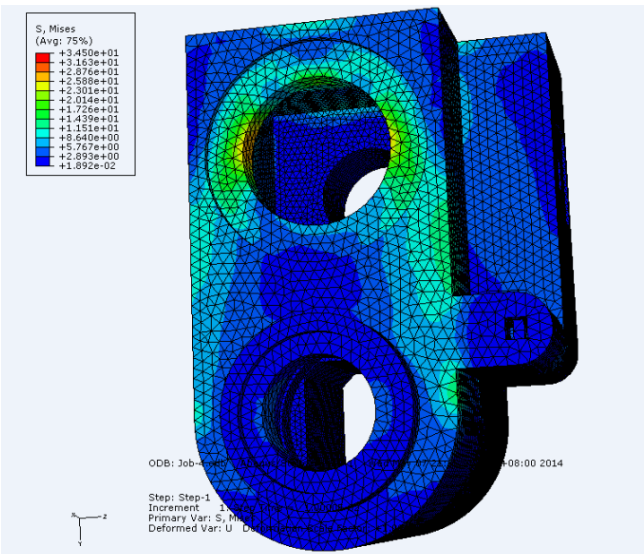 S, Mises
(Avg: 75%)
+3.450e+01
+3.163e+01
+2.876e+01
+2.588e+01
+2.301e+01
+2.014e+01
+1.726e+01
+1.439e+01
+1.151e+01
+8.640e+00
+5.767e+00
+2.893e+00
+1.892e-02
ODB: +08:00 2014
Step: Step-1
Increment
Primary Var: S,
Deformed Var: U
z
Y